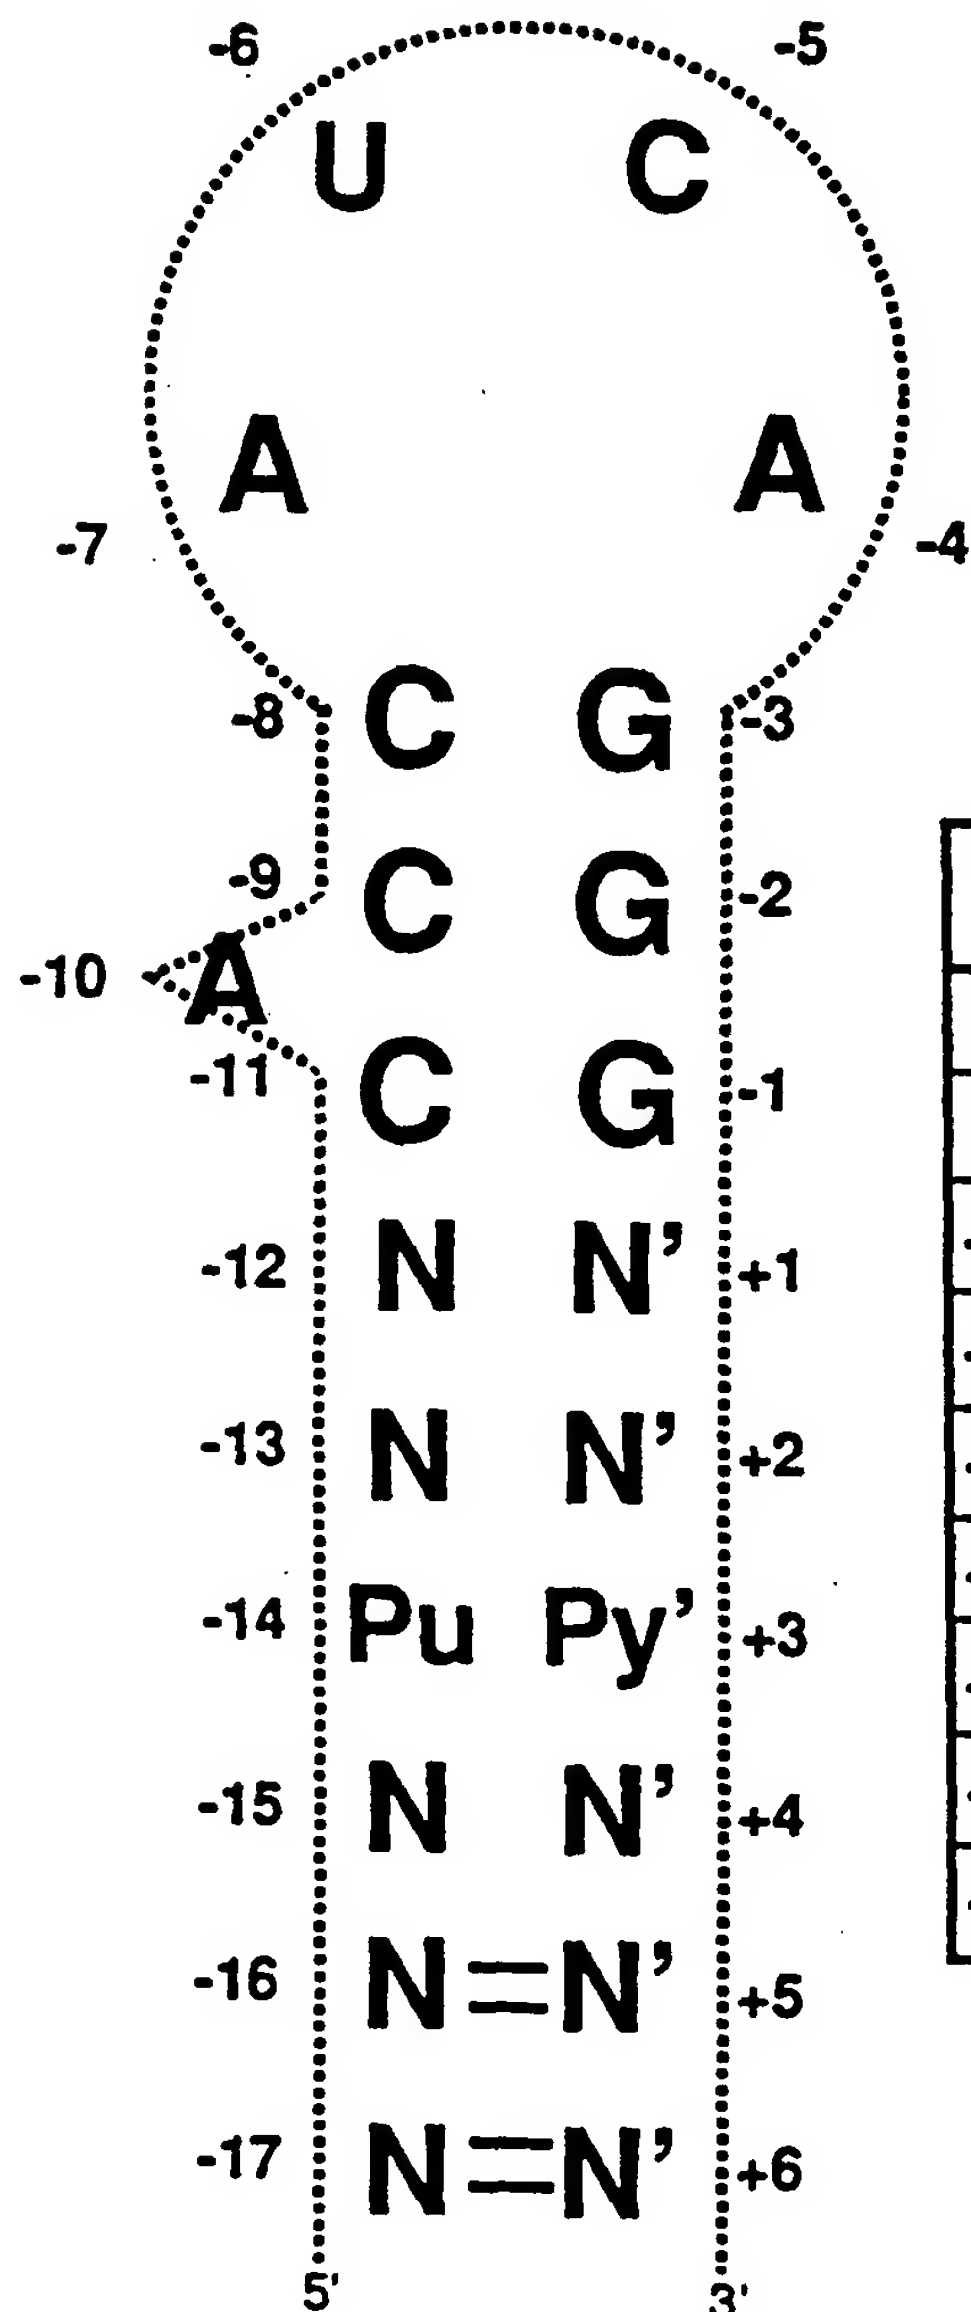 -6 -5
U C
A A
-7 -4
-8 C G -3
-9 C G -2
-10 A
-11 C G -1
-12 N N’ +1
-13 N N’ +2
-14 Pu Py’ +3
-15 N N’ +4
-16 N=N’ +5
-17 N=N’ +6
5' 3'